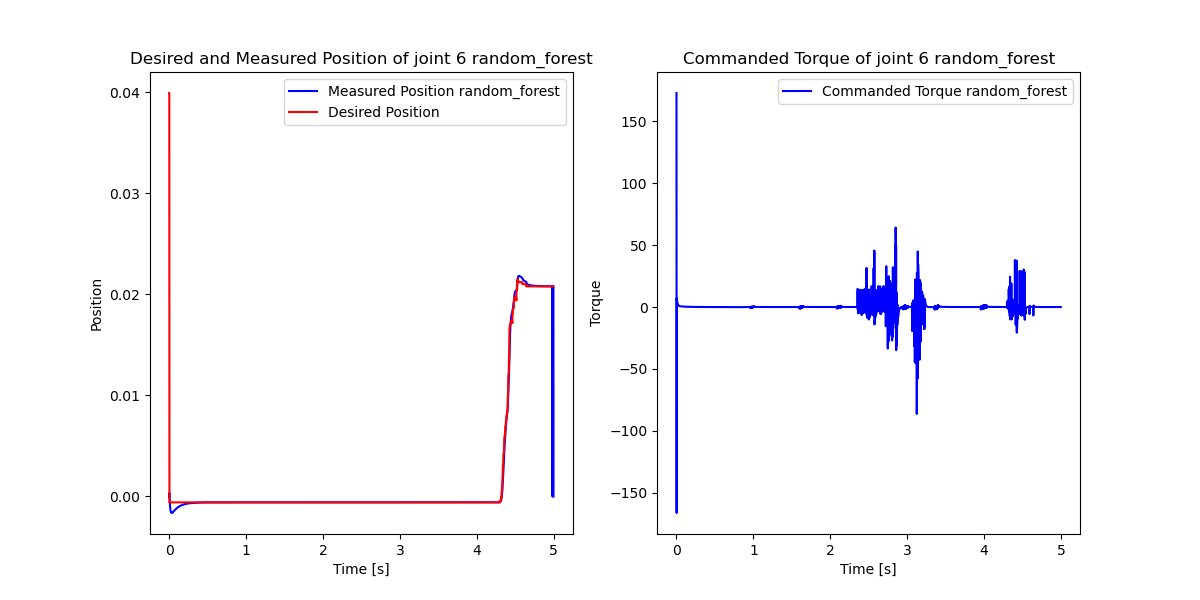 Desired and Measured Position of joint 6 random_forest
Measured Position random_forest
Desired Position
0.04
0.03
0.02
0.01
0.00
Position
0 1 2 3 4 5
Time [s]
Commanded Torque of joint 6 random_forest
Commanded Torque random_forest
150
100
50
0
−50
−100
−150
Torque
0 1 2 3 4 5
Time [s]